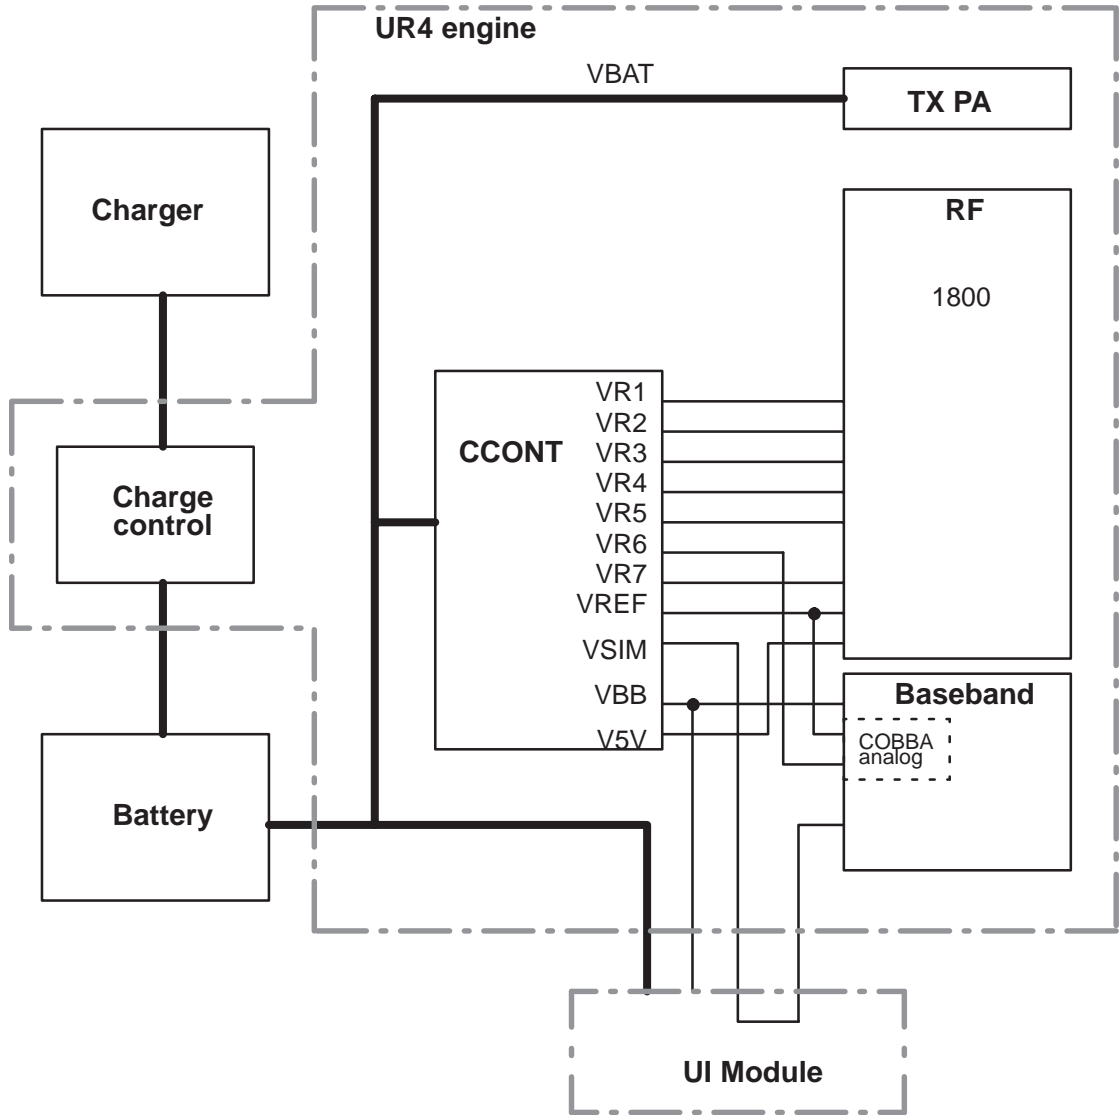 UR4 engine
VBAT
TX PA
Charger
RF
1800
VR1
VR2
CCONT
VR3
VR4
Charge
control
VR5
VR6
VR7
VREF
VSIM
VBB
Baseband
V5V
COBBA
analog
Battery
UI Module